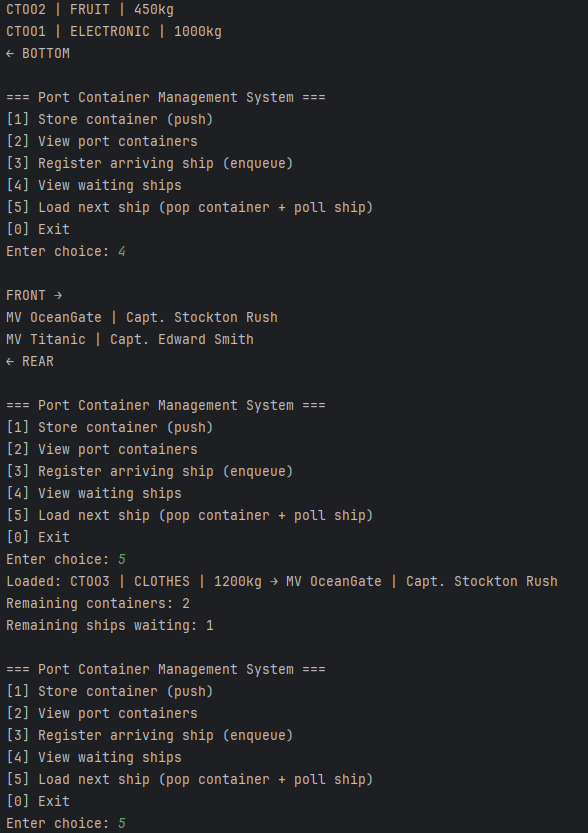 CTOO2 | FRUIT | 450kg
CTOO1 | ELECTRONIC | 1000kg
← BOTTOM
=== Port Container Management System ===
[1] Store container (push)
[2] View port containers
[3] Register arriving ship (enqueue)
[4] View waiting ships
[5] Load next ship (pop container + poll ship)
[0] Exit
Enter choice: 4
FRONT →
MV OceanGate | Capt. Stockton Rush
MV Titanic | Capt. Edward Smith
← REAR
=== Port Container Management System ===
[1] Store container (push)
[2] View port containers
[3] Register arriving ship (enqueue)
[4] View waiting ships
[5] Load next ship (pop container + poll ship)
[0] Exit
Enter choice: 5
Loaded: CTOO3 | CLOTHES | 1200kg → MV OceanGate | Capt. Stockton Rush
Remaining containers: 2
Remaining ships waiting: 1
=== Port Container Management System ===
[1] Store container (push)
[2] View port containers
[3] Register arriving ship (enqueue)
[4] View waiting ships
[5] Load next ship (pop container + poll ship)
[0] Exit
Enter choice: 5